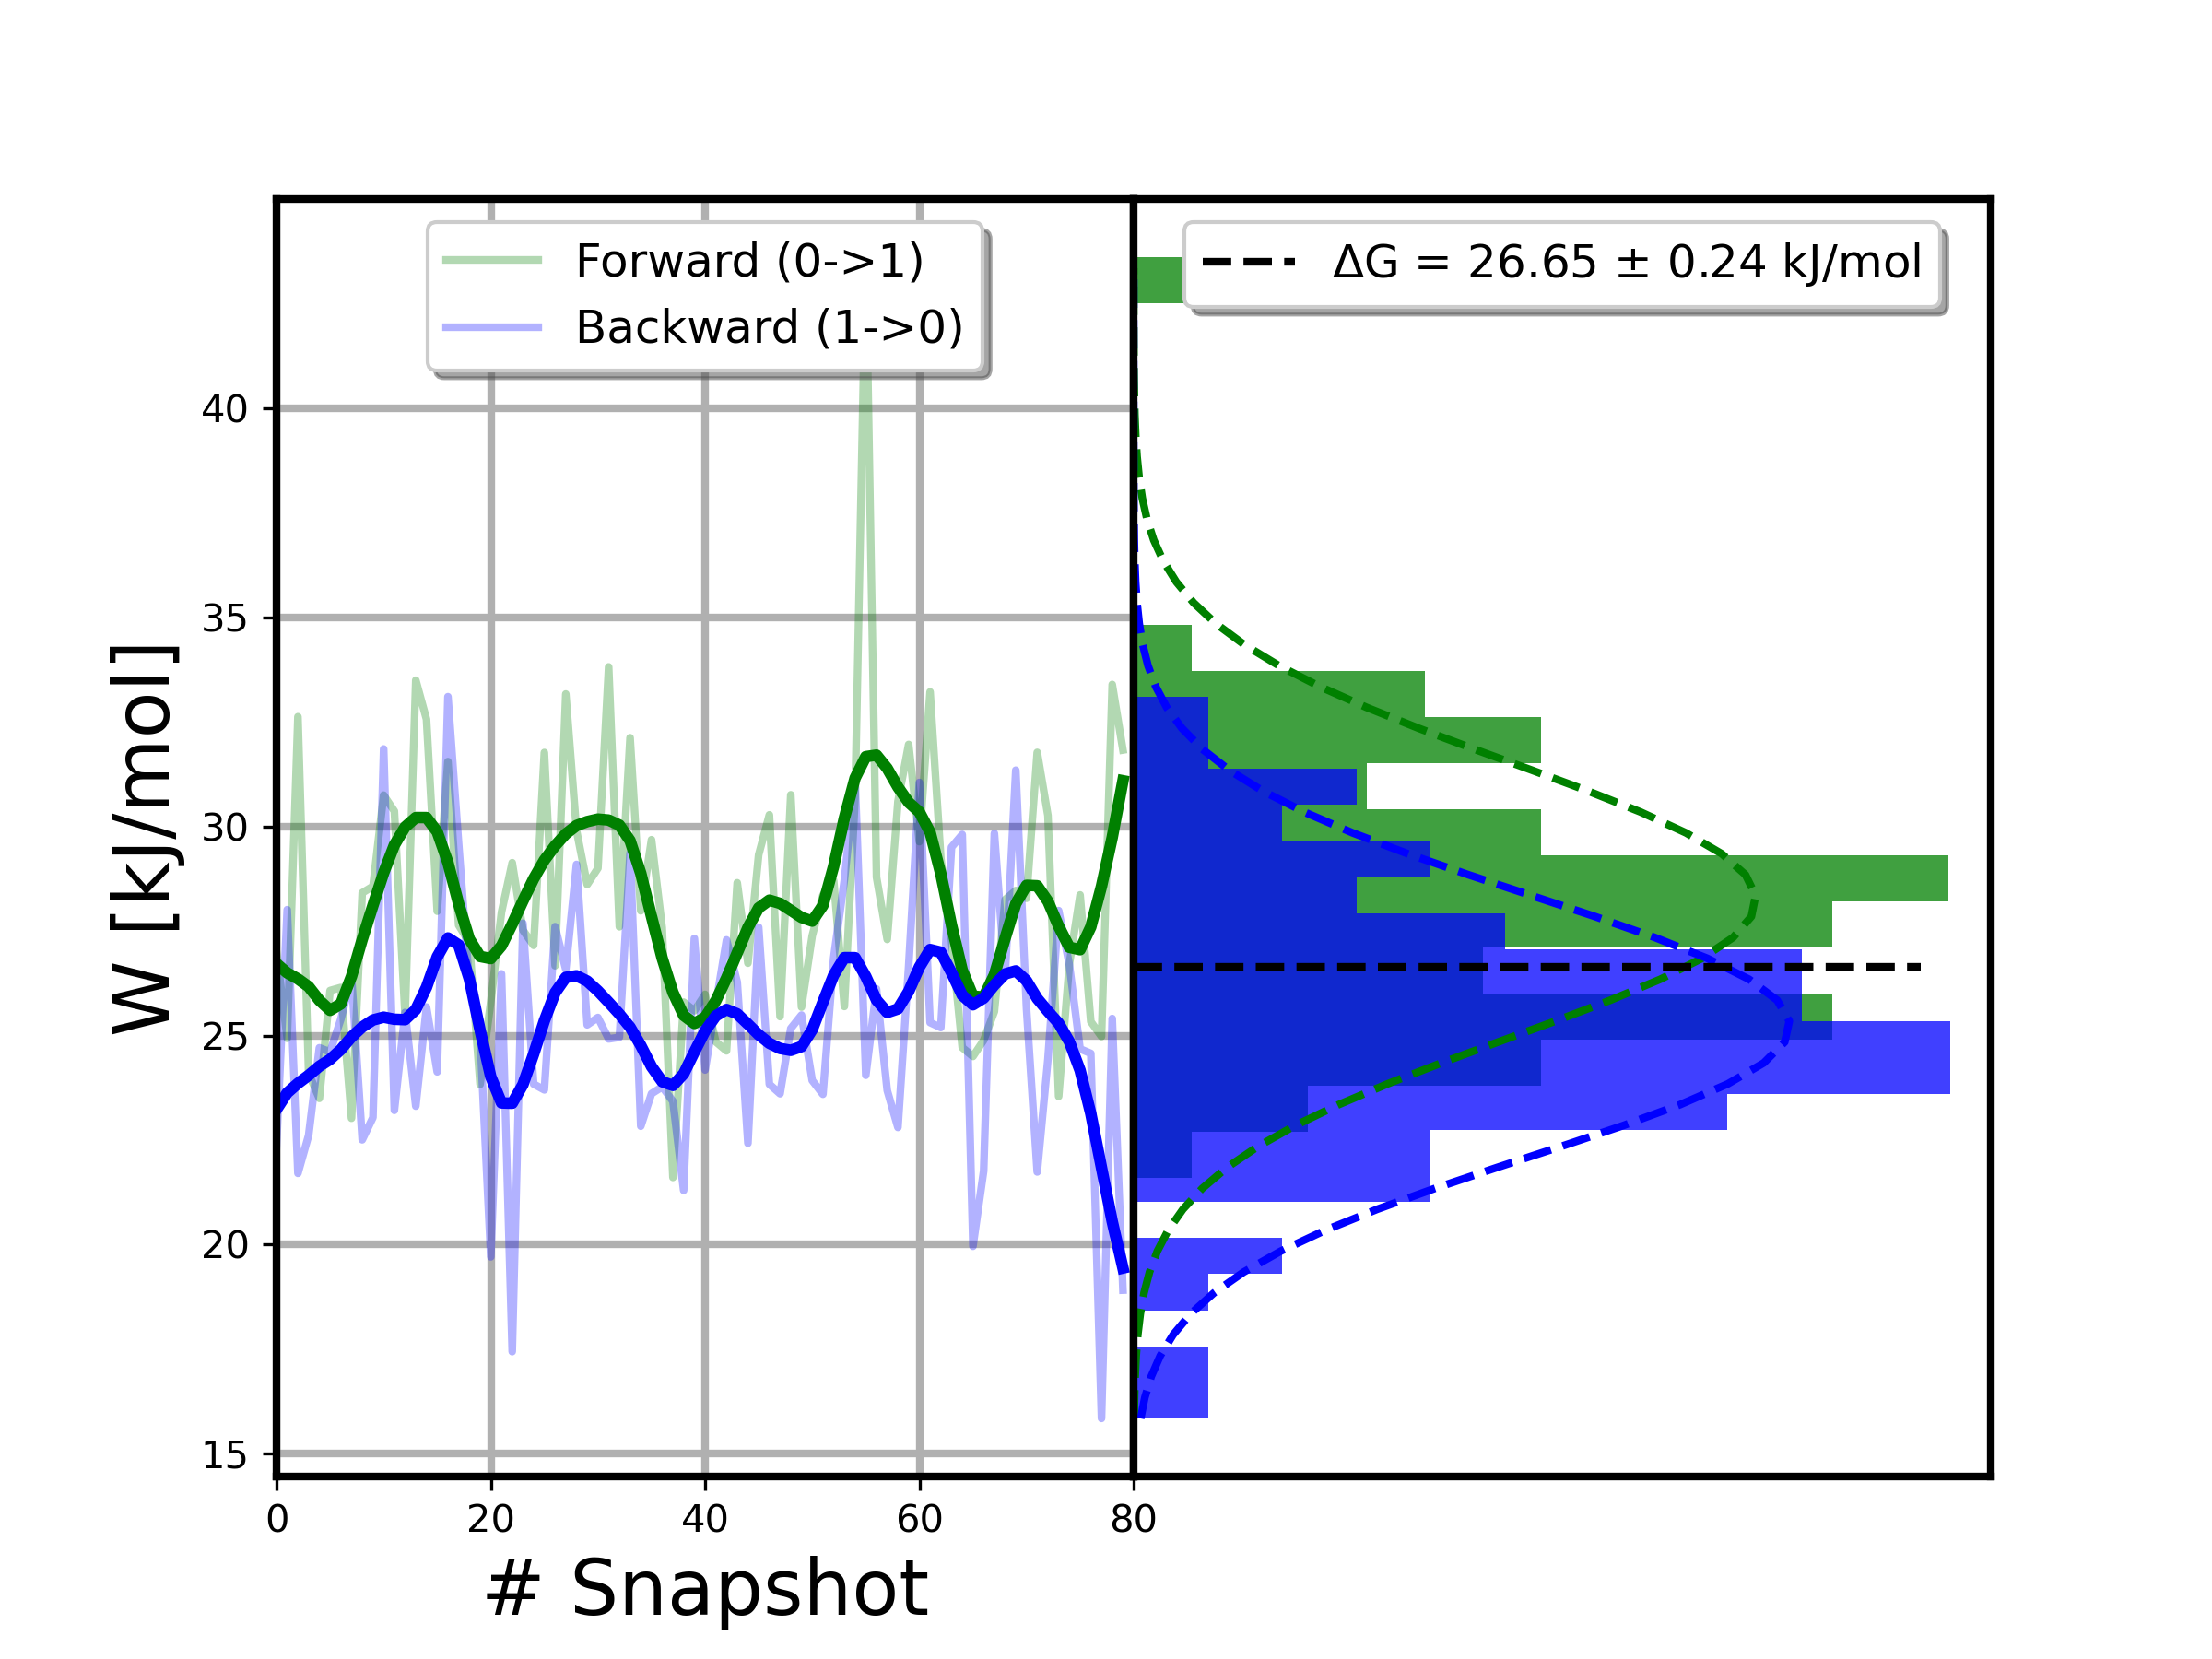 Forward (0->1)
Backward (1->0)
ΔG = 26.65 ± 0.24 kJ/mol
W [kJ/mol]
40
35
30
25
20
15
0 20 40 60 80
# Snapshot